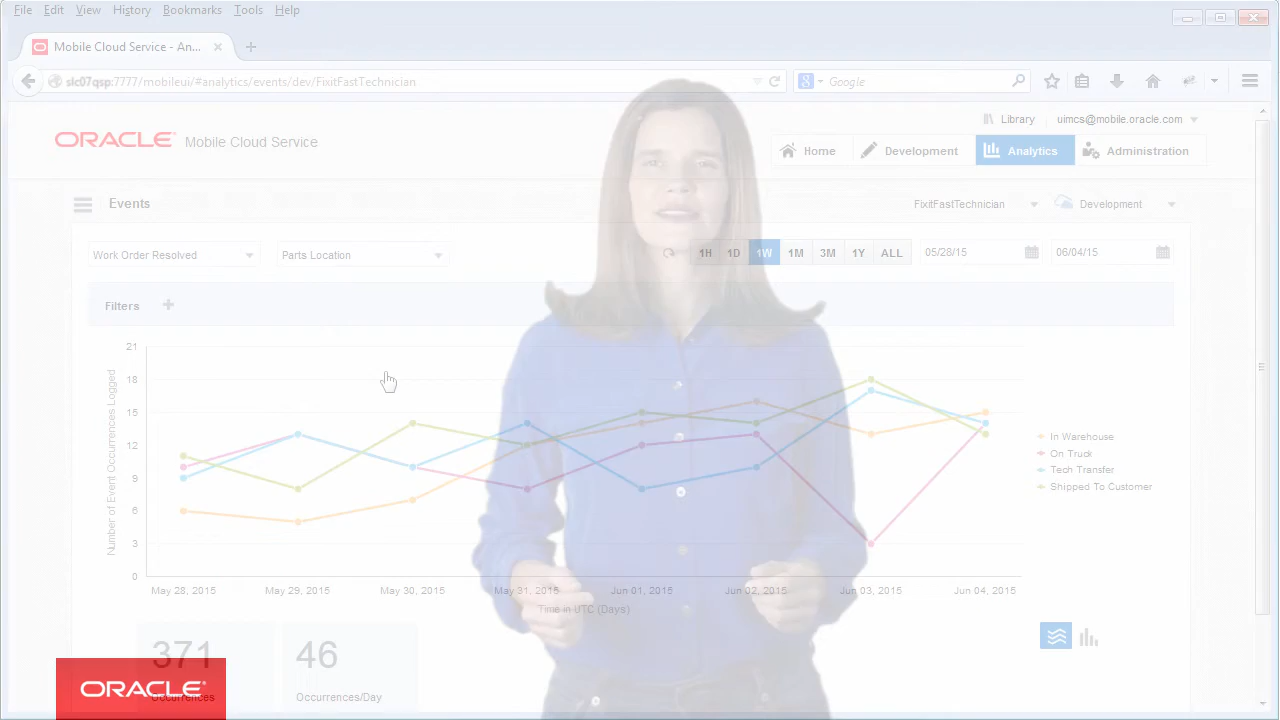 File Edit View History Bookmarks Tools Help
Mobile Cloud Service - An...
slc07qsp:7777/mobileui/#analytics/events/dev/FixitFastTechnician
Google
Library uimcs@mobile.oracle.com
ORACLE Mobile Cloud Service
Home Development Analytics Administration
Events FixitFastTechnician Development
Work Order Resolved Parts Location 1H 1D 1W 1M 3M 1Y ALL 05/28/15 06/04/15
Filters
Number of Event Occurrences Logged
21
18
15
12
9
6
3
0
In Warehouse
On Truck
Tech Transfer
Shipped To Customer
May 28, 2015 May 29, 2015 May 30, 2015 May 31, 2015 Jun 01, 2015 Jun 02, 2015 Jun 03, 2015 Jun 04, 2015
Time in UTC (Days)
371 46
Occurrences Occurrences/Day
ORACLE